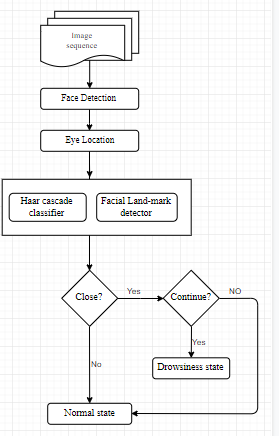 Image
sequence
Face Detection
Eye Location
Haar cascade
classifier
Facial Land-mark
detector
Close?
Yes
Continue?
NO
Yes
No
Drowsiness state
Normal state